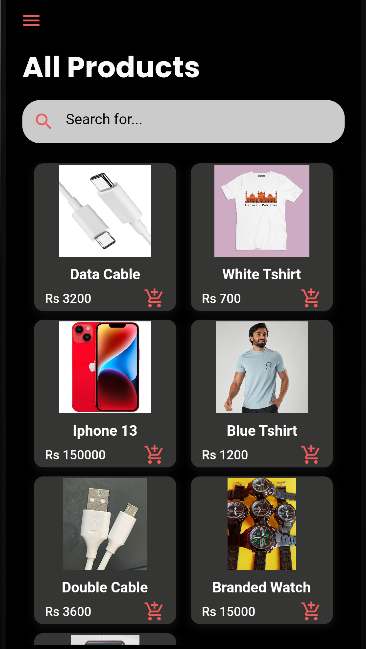 All Products
Search for...
Data Cable
Rs 3200
White Tshirt
Rs 700
Iphone 13
Rs 150000
Blue Tshirt
Rs 1200
Double Cable
Rs 3600
Branded Watch
Rs 15000